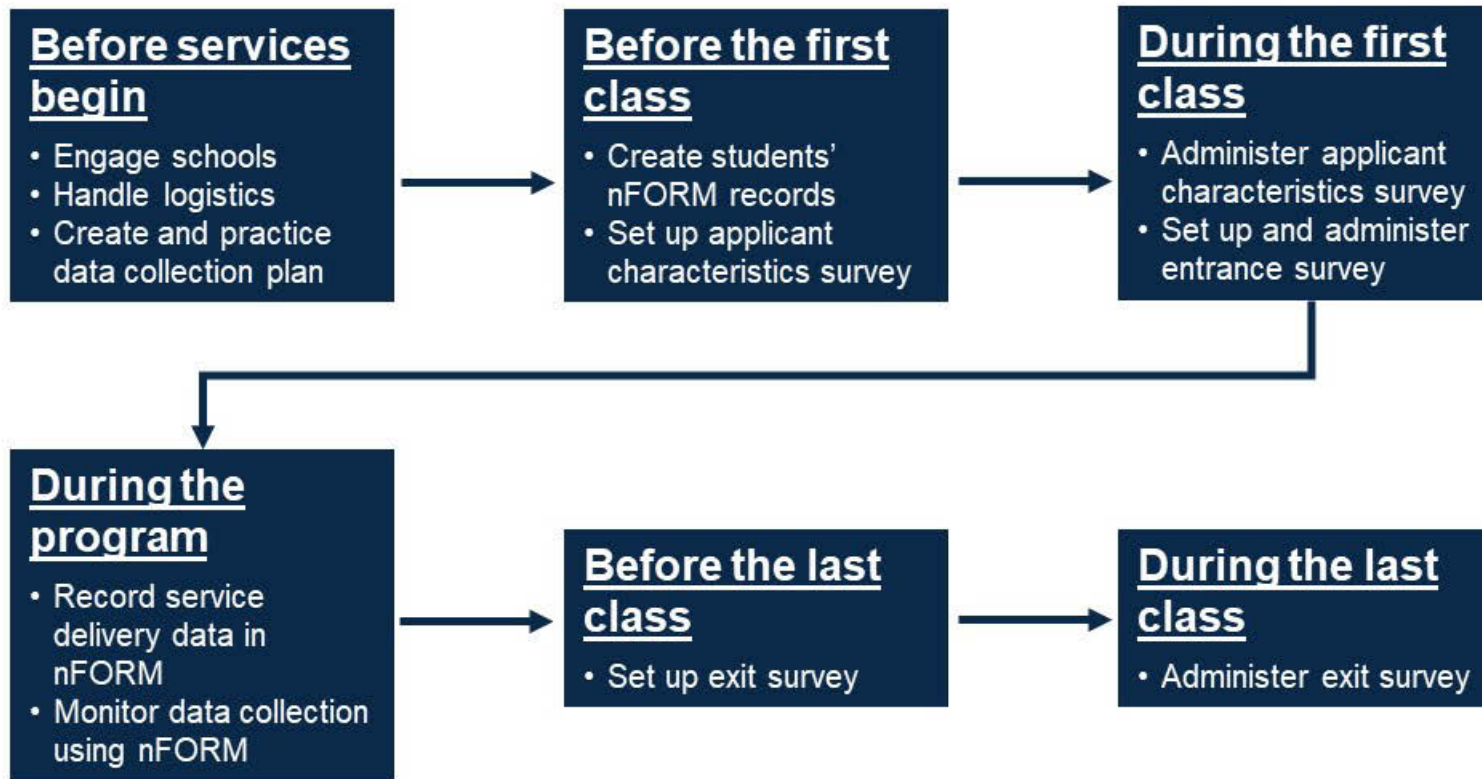 Before services
begin
• Engage schools
• Handle logistics
• Create and practice
data collection plan
Before the first
class
• Create students’
nFORM records
• Set up applicant
characteristics survey
During the first
class
• Administer applicant
characteristics survey
• Set up and administer
entrance survey
During the
program
• Record service
delivery data in
nFORM
• Monitor data collection
using nFORM
Before the last
class
• Set up exit survey
During the last
class
• Administer exit survey